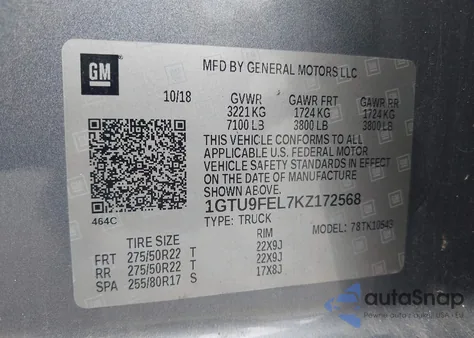 GM
MFD BY GENERAL MOTORS LLC
10/18 GVWR GAWR FRT GAWR RR
3221 KG 1724 KG 1724 KG
7100 LB 3800 LB 3800 LB
THIS VEHICLE CONFORMS TO ALL
APPLICABLE U.S. FEDERAL MOTOR
VEHICLE SAFETY STANDARDS IN EFFECT
ON THE DATE OF MANUFACTURE
SHOWN ABOVE.
1GTU9FEL7KZ172568
464C
TYPE: TRUCK MODEL: 78TK10543
TIRE SIZE RIM
FRT 275/50R22 T 22X9J
RR 275/50R22 T 22X9J
SPA 255/80R17 S 17X8J
autoSnap